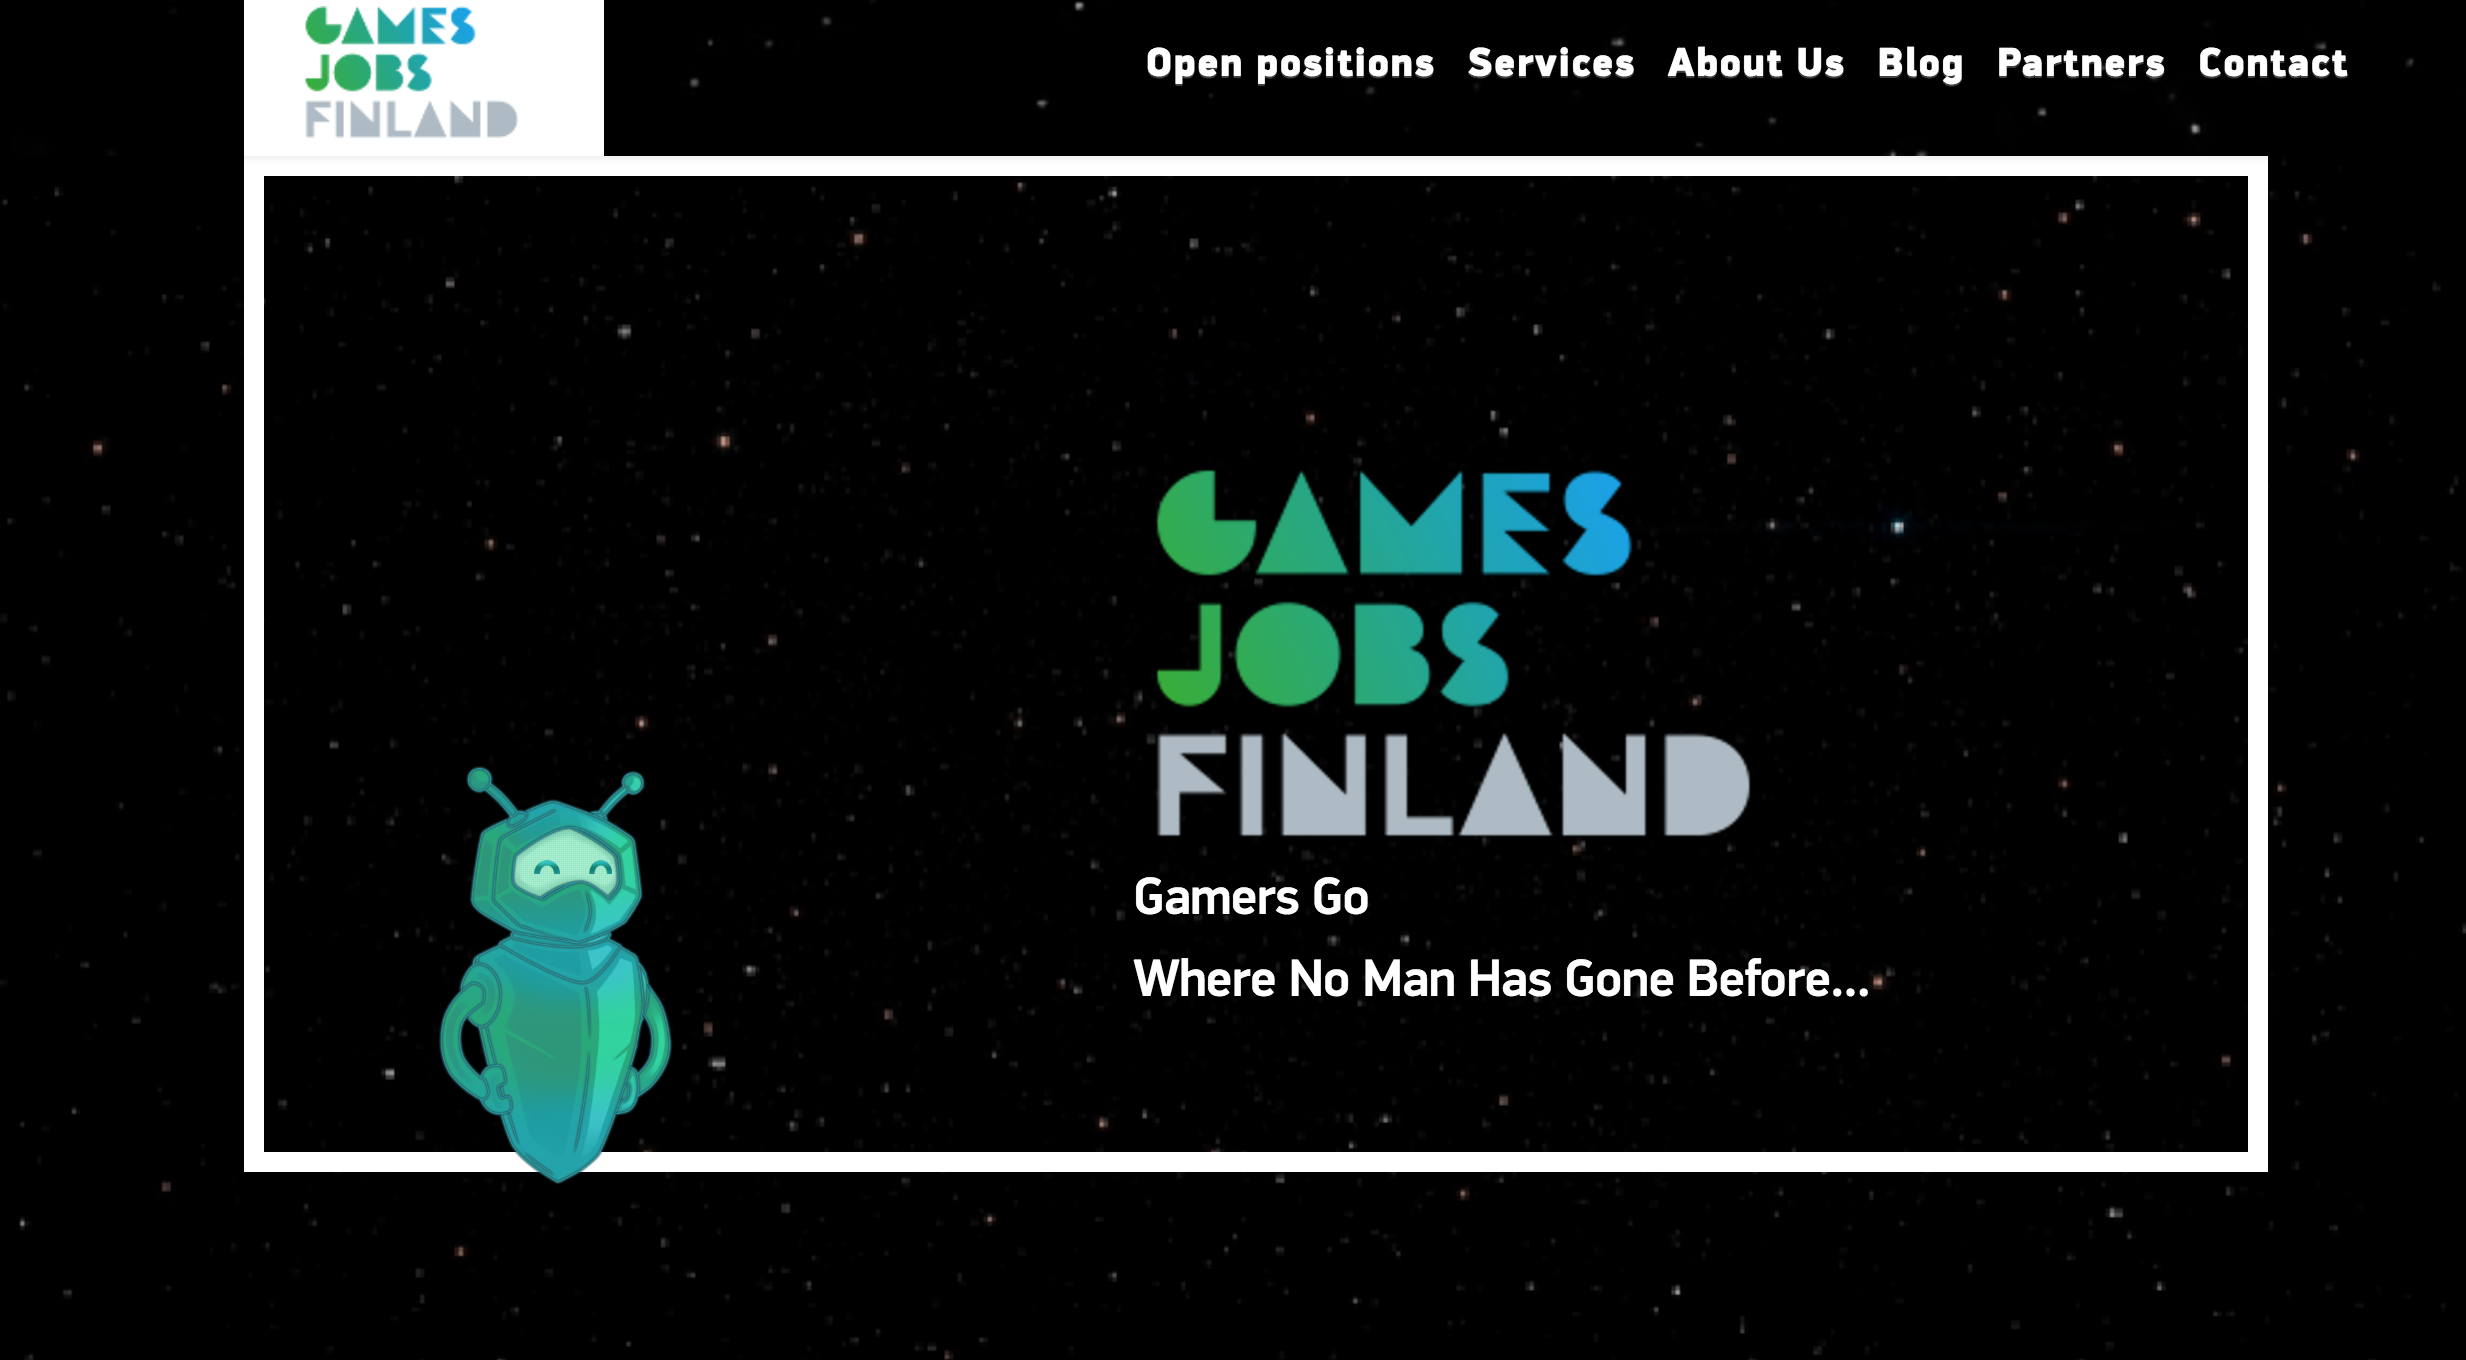 GAMES
JOBS
FINLAND
Open positions Services About Us Blog Partners Contact
GAMES
JOBS
FINLAND
Gamers Go
Where No Man Has Gone Before...